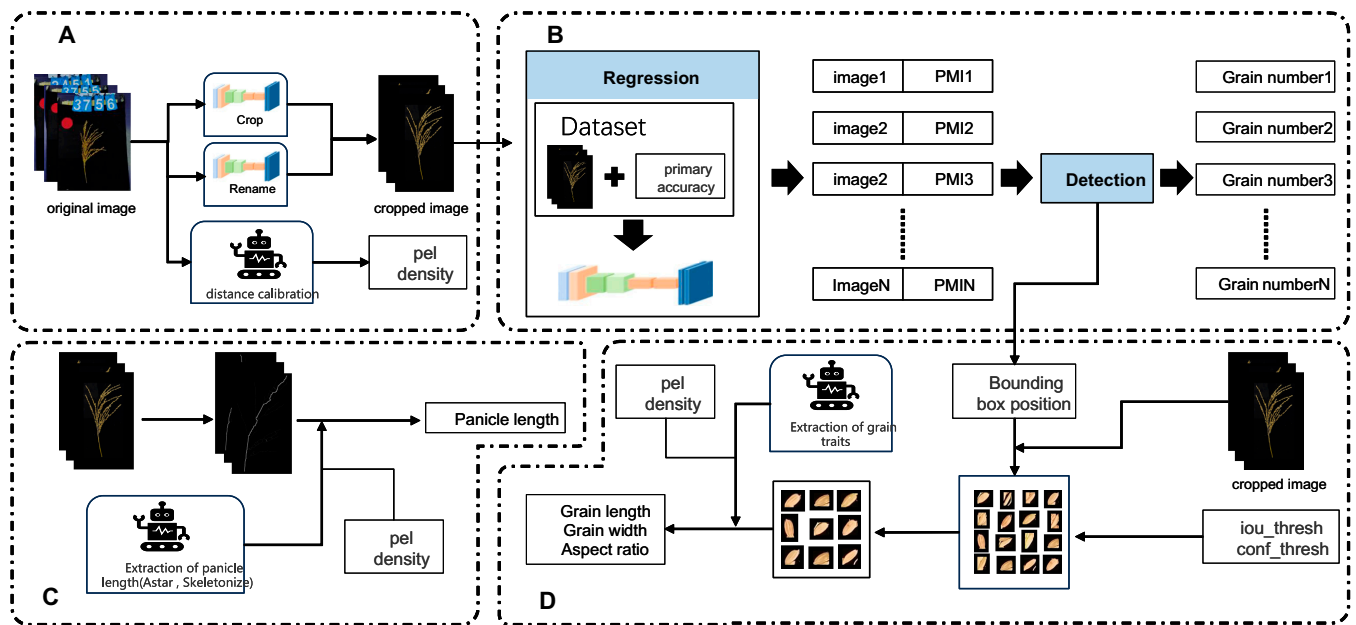 A
3756
original image
Crop
Rename
cropped image
distance calibration
pel
density
B
Regression
Dataset
primary
accuracy
image1 PMI1
image2 PMI2
image2 PMI3
ImageN PMIN
Detection
Grain number1
Grain number2
Grain number3
Grain numberN
C
Panicle length
Extraction of panicle
length(Astar , Skeletonize)
pel
density
D
pel
density
Extraction of grain
traits
Bounding
box position
cropped image
Grain length
Grain width
Aspect ratio
iou_thresh
conf_thresh